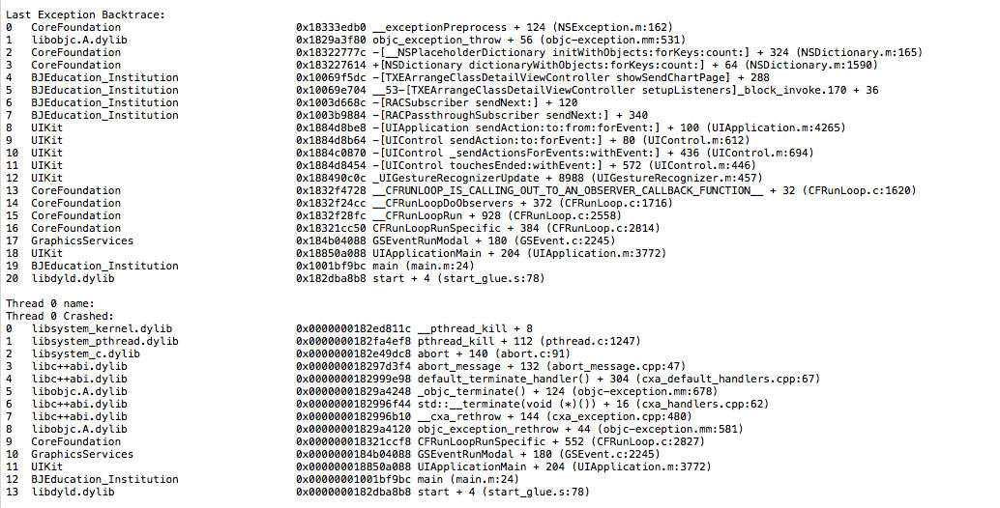 Last Exception Backtrace:
0 CoreFoundation 0x18333edb0 __exceptionPreprocess + 124 (NSException.m:162)
1 libobjc.A.dylib 0x1829a3f80 objc_exception_throw + 56 (objc-exception.mm:531)
2 CoreFoundation 0x18322777c -[__NSPlaceholderDictionary initWithObjects:forKeys:count:] + 324 (NSDictionary.m:165)
3 CoreFoundation 0x183227614 +[NSDictionary dictionaryWithObjects:forKeys:count:] + 64 (NSDictionary.m:1590)
4 BJEducation_Institution 0x10069f5dc -[TXEArrangeClassDetailViewController showSendChartPage] + 288
5 BJEducation_Institution 0x10069e704 __53-[TXEArrangeClassDetailViewController setupListeners]_block_invoke.170 + 36
6 BJEducation_Institution 0x1003d668c -[RACSubscriber sendNext:] + 120
7 BJEducation_Institution 0x1003b9884 -[RACPassthroughSubscriber sendNext:] + 340
8 UIKit 0x1884d8be8 -[UIApplication sendAction:to:from:forEvent:] + 100 (UIApplication.m:4265)
9 UIKit 0x1884d8b64 -[UIControl sendAction:to:forEvent:] + 80 (UIControl.m:612)
10 UIKit 0x1884c0870 -[UIControl _sendActionsForEvents:withEvent:] + 436 (UIControl.m:694)
11 UIKit 0x1884d8454 -[UIControl touchesEnded:withEvent:] + 572 (UIControl.m:446)
12 UIKit 0x188490c0c _UIGestureRecognizerUpdate + 8988 (UIGestureRecognizer.m:457)
13 CoreFoundation 0x1832f4728 __CFRUNLOOP_IS_CALLING_OUT_TO_AN_OBSERVER_CALLBACK_FUNCTION__ + 32 (CFRunLoop.c:1620)
14 CoreFoundation 0x1832f24cc __CFRunLoopDoObservers + 372 (CFRunLoop.c:1716)
15 CoreFoundation 0x1832f28fc __CFRunLoopRun + 928 (CFRunLoop.c:2558)
16 CoreFoundation 0x18321cc50 CFRunLoopRunSpecific + 384 (CFRunLoop.c:2814)
17 GraphicsServices 0x184b04088 GSEventRunModal + 180 (GSEvent.c:2245)
18 UIKit 0x18850a088 UIApplicationMain + 204 (UIApplication.m:3772)
19 BJEducation_Institution 0x1001bf9bc main (main.m:24)
20 libdyld.dylib 0x182dba8b8 start + 4 (start_glue.s:78)
Thread 0 name:
Thread 0 Crashed:
0 libsystem_kernel.dylib 0x0000000182ed811c __pthread_kill + 8
1 libsystem_pthread.dylib 0x0000000182fa4ef8 pthread_kill + 112 (pthread.c:1247)
2 libsystem_c.dylib 0x0000000182e49dc8 abort + 140 (abort.c:91)
3 libc++abi.dylib 0x000000018297d3f4 abort_message + 132 (abort_message.cpp:47)
4 libc++abi.dylib 0x0000000182999e98 default_terminate_handler() + 304 (cxa_default_handlers.cpp:67)
5 libobjc.A.dylib 0x00000001829a4248 _objc_terminate() + 124 (objc-exception.mm:678)
6 libc++abi.dylib 0x0000000182996f44 std::__terminate(void (*)()) + 16 (cxa_handlers.cpp:62)
7 libc++abi.dylib 0x0000000182996b10 __cxa_rethrow + 144 (cxa_exception.cpp:480)
8 libobjc.A.dylib 0x00000001829a4120 objc_exception_rethrow + 44 (objc-exception.mm:581)
9 CoreFoundation 0x000000018321ccf8 CFRunLoopRunSpecific + 552 (CFRunLoop.c:2827)
10 GraphicsServices 0x0000000184b04088 GSEventRunModal + 180 (GSEvent.c:2245)
11 UIKit 0x000000018850a088 UIApplicationMain + 204 (UIApplication.m:3772)
12 BJEducation_Institution 0x00000001001bf9bc main (main.m:24)
13 libdyld.dylib 0x0000000182dba8b8 start + 4 (start_glue.s:78)